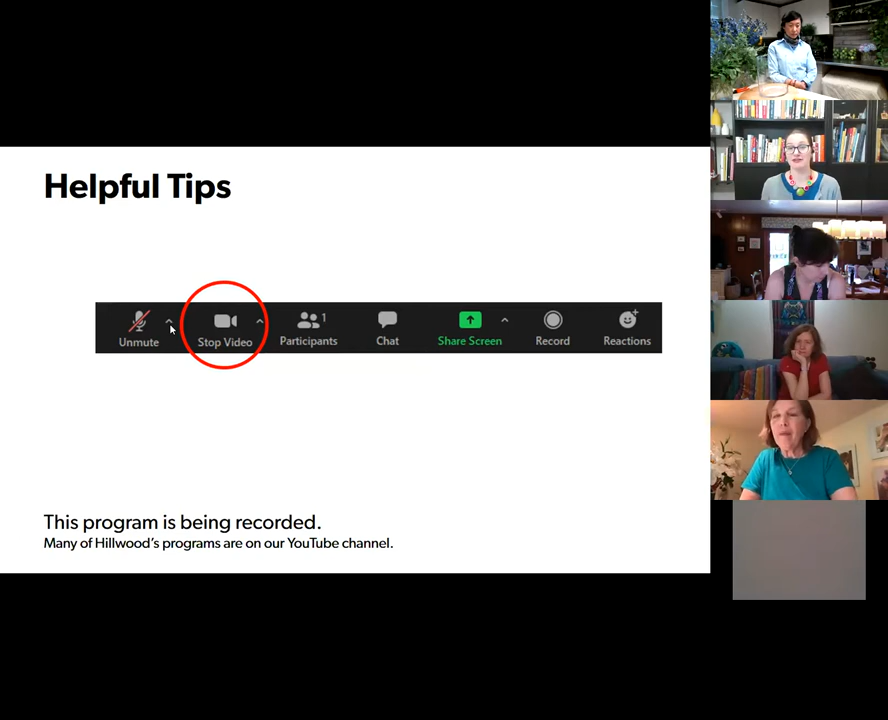 Helpful Tips
1
Unmute
Stop Video
Participants
Chat
Share Screen
Record
Reactions
This program is being recorded.
Many of Hillwood's programs are on our YouTube channel.